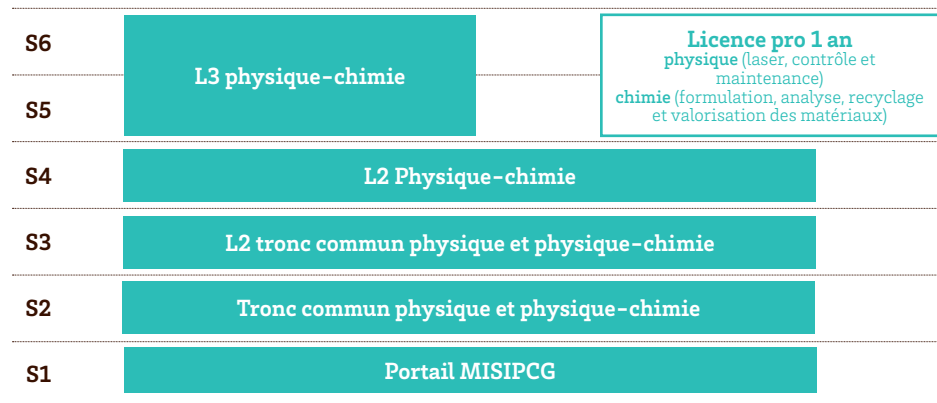 S6
L3 physique-chimie
Licence pro 1 an
physique (laser, contrôle et
maintenance)
chimie (formulation, analyse, recyclage
et valorisation des matériaux)
S5
S4
L2 Physique-chimie
S3
L2 tronc commun physique et physique-chimie
S2
Tronc commun physique et physique-chimie
S1
Portail MISIPCG